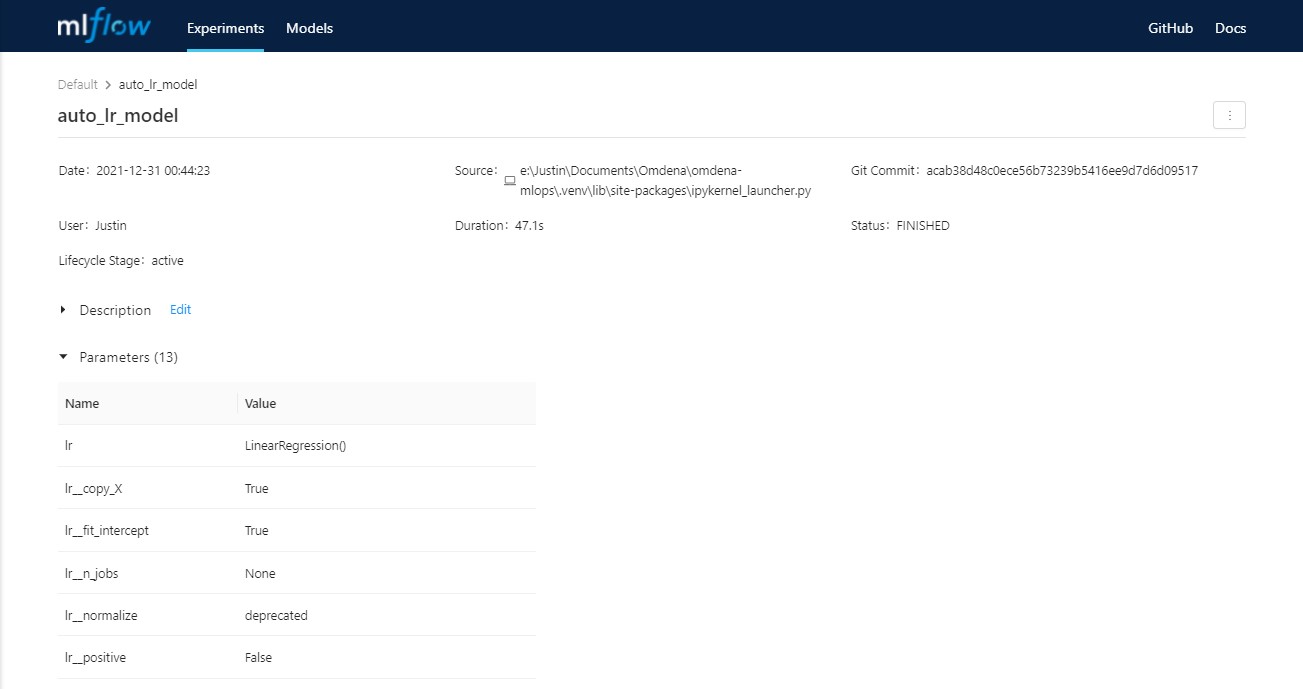 mlflow Experiments Models GitHub Docs
Default > auto_lr_model
auto_lr_model
Date: 2021-12-31 00:44:23
Source: e:\Justin\Documents\Omdena\omdena-
mlops\.venv\lib\site-packages\ipykernel_launcher.py
Git Commit: acab38d48c0ece56b73239b5416ee9d7d6d09517
User: Justin
Duration: 47.1s
Status: FINISHED
Lifecycle Stage: active
Description Edit
Parameters (13)
Name Value
lr LinearRegression()
lr__copy_X True
lr__fit_intercept True
lr__n_jobs None
lr__normalize deprecated
lr__positive False